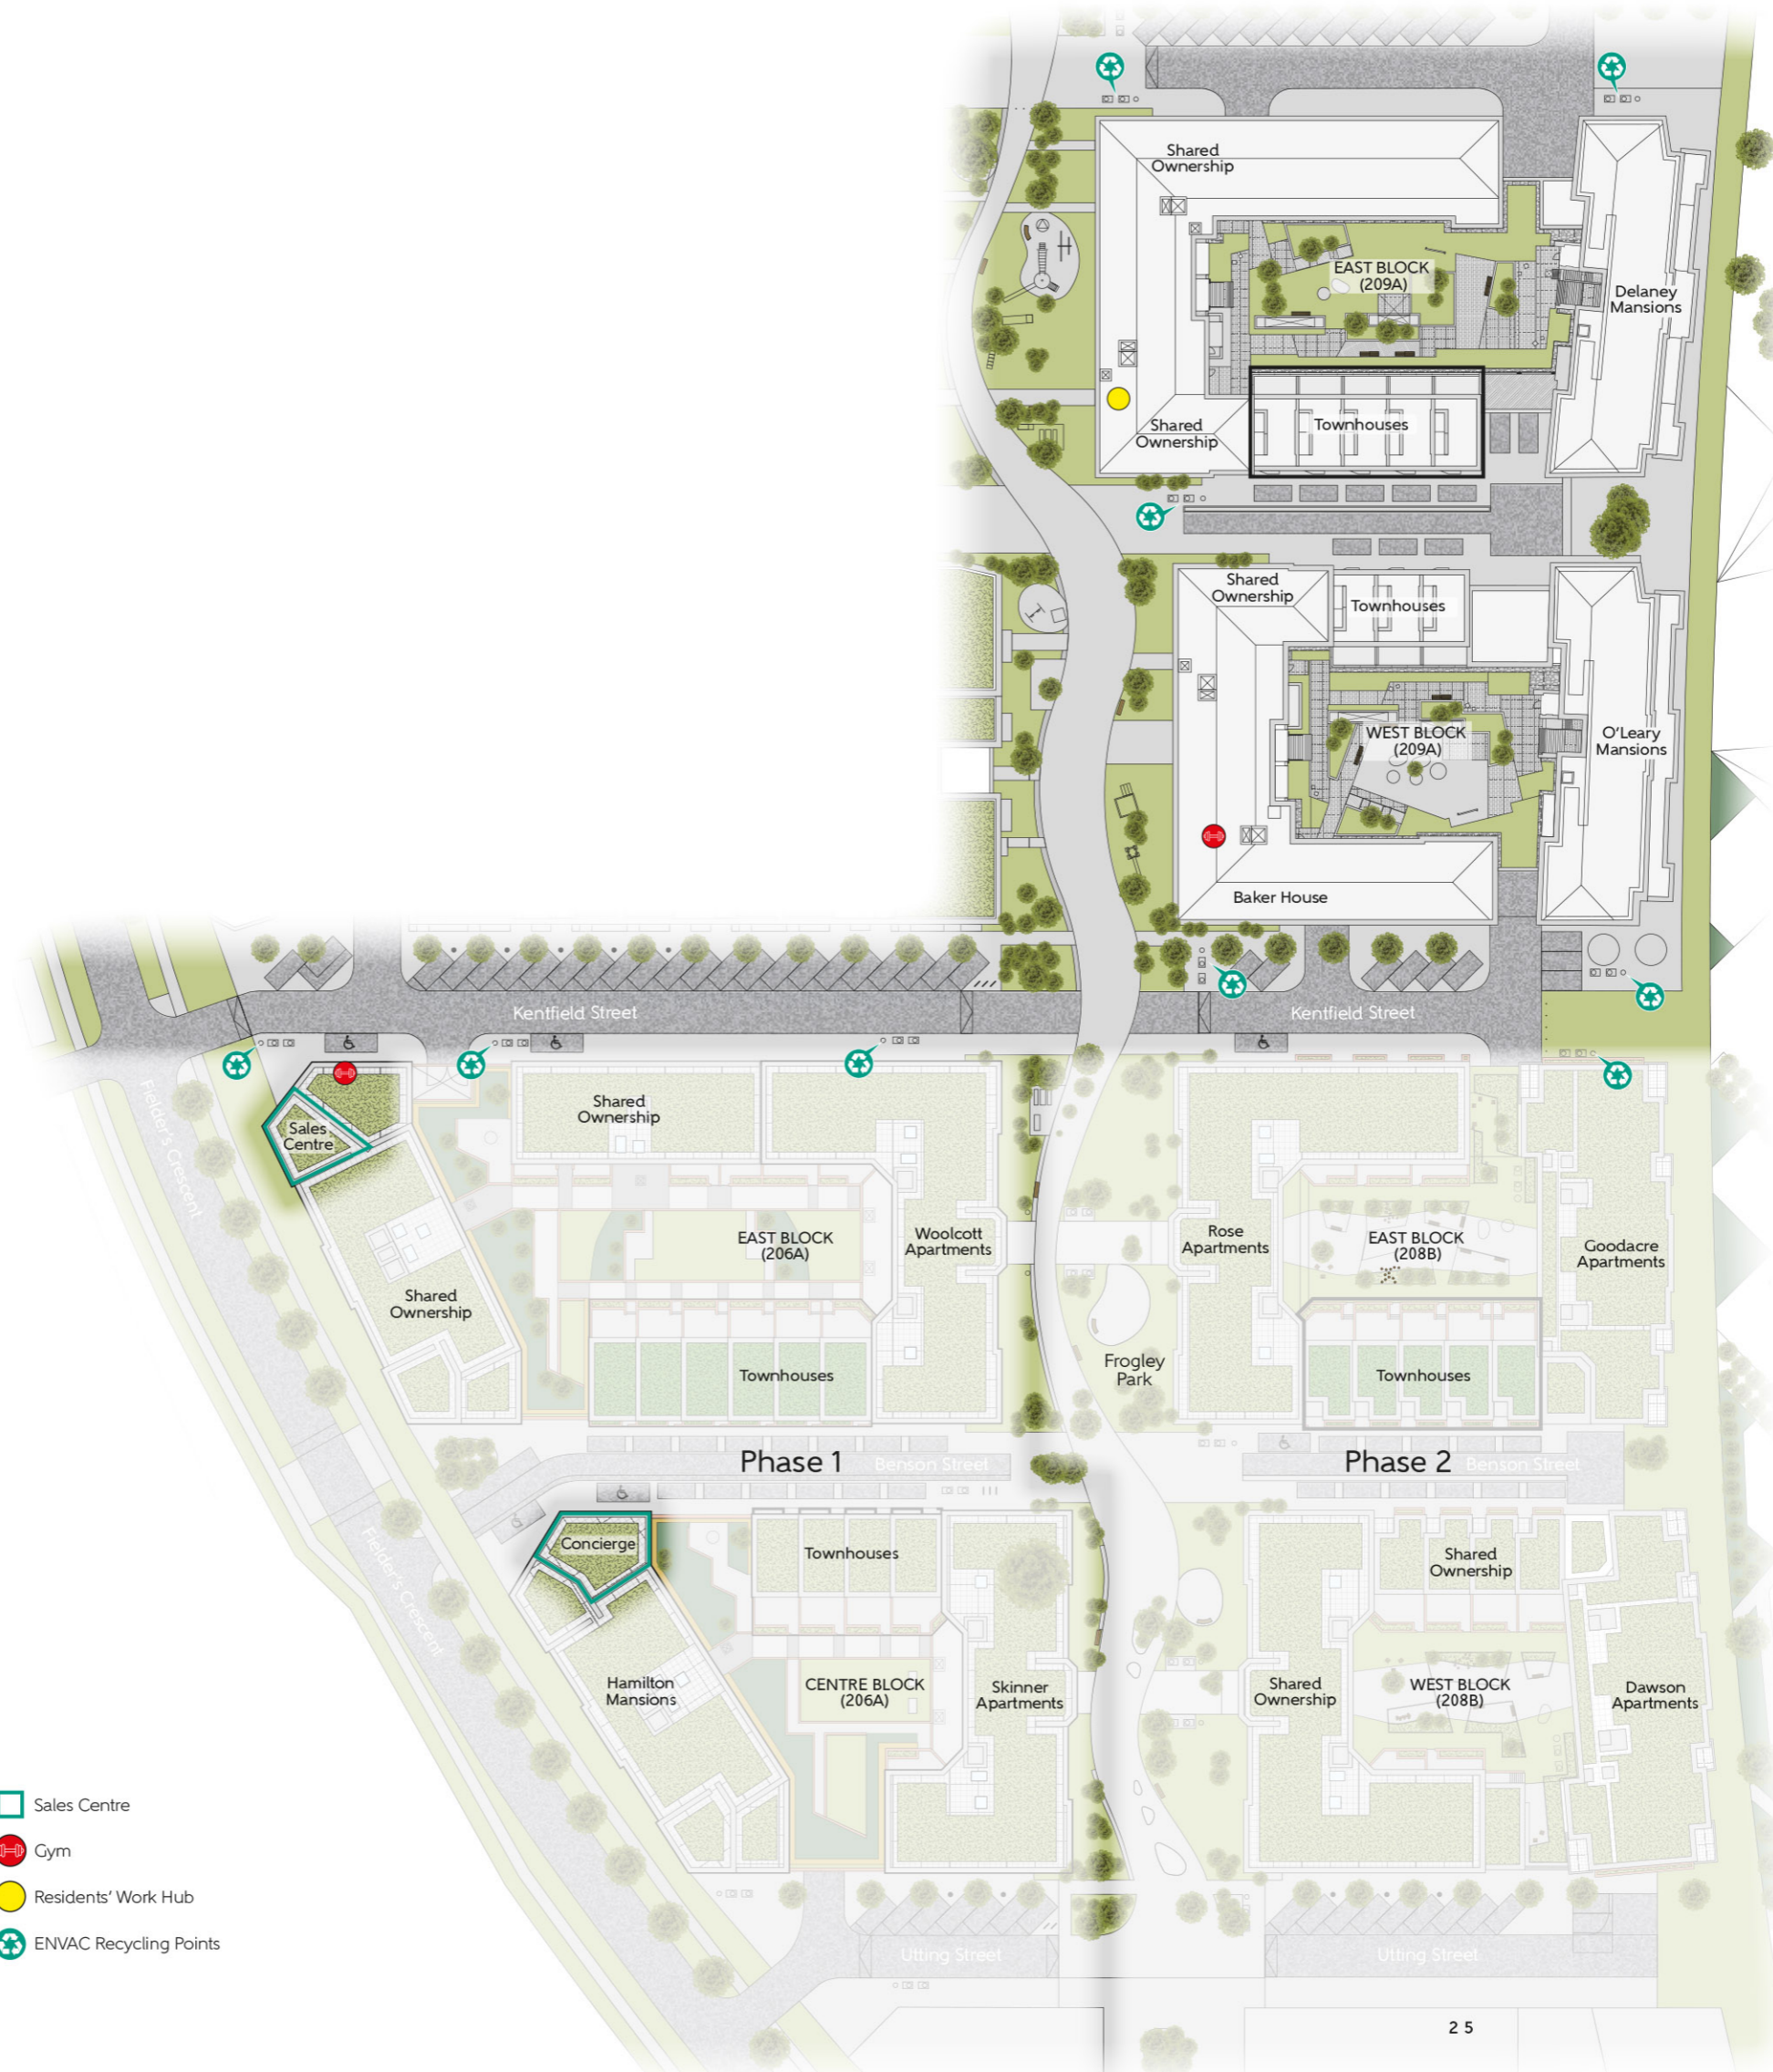 Shared
Ownership
EAST BLOCK
(209A)
Delaney
Mansions
Shared
Ownership
Townhouses
Shared
Ownership
Townhouses
WEST BLOCK
(209A)
O'Leary
Mansions
Baker House
Kentfield Street
Kentfield Street
Fielder's Crescent
Sales
Centre
Shared
Ownership
EAST BLOCK
(206A)
Woolcott
Apartments
Rose
Apartments
EAST BLOCK
(208B)
Goodacre
Apartments
Shared
Ownership
Townhouses
Frogley
Park
Townhouses
Phase 1
Benson Street
Phase 2
Benson Street
Fielder's Crescent
Concierge
Townhouses
Shared
Ownership
Hamilton
Mansions
CENTRE BLOCK
(206A)
Skinner
Apartments
Shared
Ownership
WEST BLOCK
(208B)
Dawson
Apartments
Sales Centre
Gym
Residents' Work Hub
ENVAC Recycling Points
Utting Street
Utting Street
25